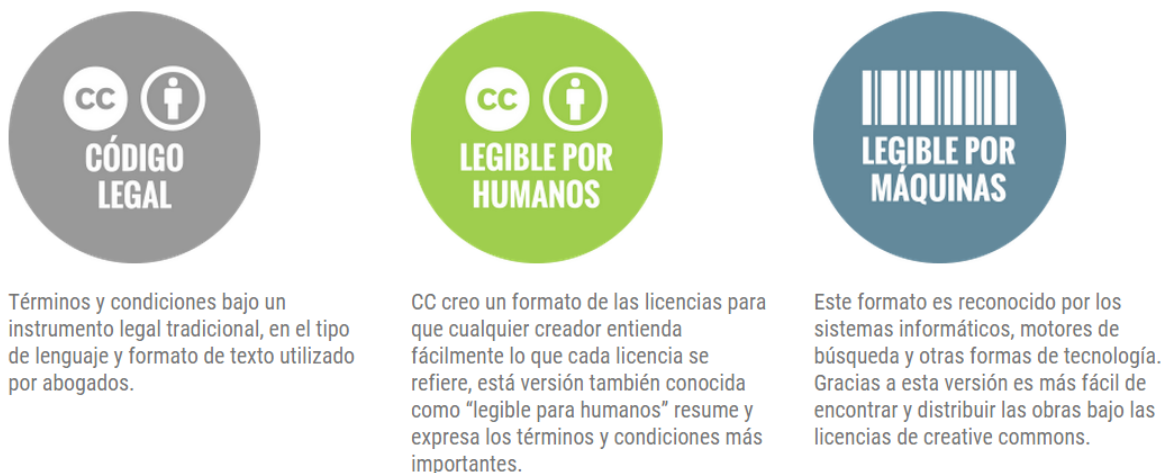 CC
CÓDIGO
LEGAL
Términos y condiciones bajo un
instrumento legal tradicional, en el tipo
de lenguaje y formato de texto utilizado
por abogados.
CC
LEGIBLE POR
HUMANOS
CC creo un formato de las licencias para
que cualquier creador entienda
fácilmente lo que cada licencia se
refiere, está versión también conocida
como “legible para humanos” resume y
expresa los términos y condiciones más
importantes.
LEGIBLE POR
MÁQUINAS
Este formato es reconocido por los
sistemas informáticos, motores de
búsqueda y otras formas de tecnología.
Gracias a esta versión es más fácil de
encontrar y distribuir las obras bajo las
licencias de creative commons.